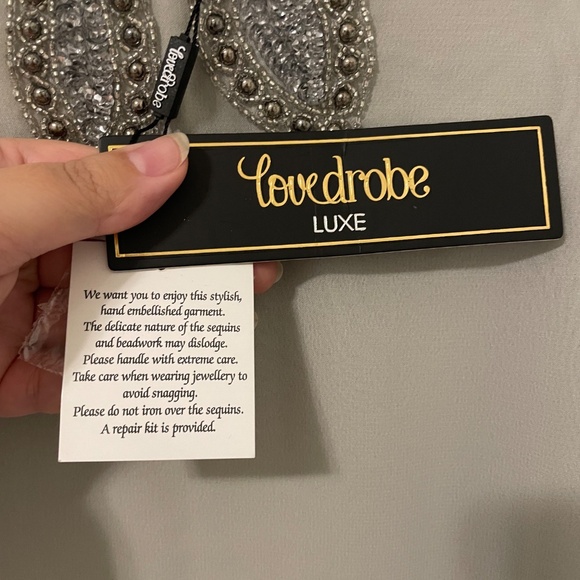 Lovedrobe
Lovedrobe
LUXE
We want you to enjoy this stylish,
hand embellished garment.
The delicate nature of the sequins
and beadwork may dislodge.
Please handle with extreme care.
Take care when wearing jewellery to
avoid snagging.
Please do not iron over the sequins.
A repair kit is provided.